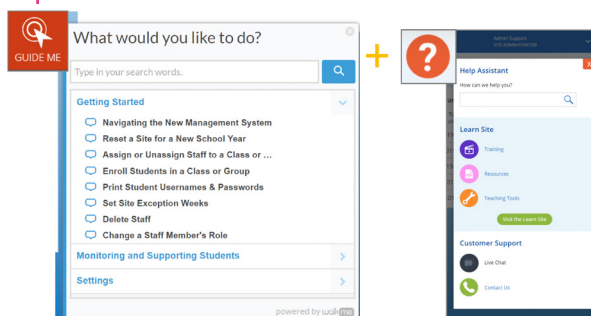 GUIDE ME
What would you like to do?
Type in your search words.
Getting Started
Navigating the New Management System
Reset a Site for a New School Year
Assign or Unassign Staff to a Class or ...
Enroll Students in a Class or Group
Print Student Usernames & Passwords
Set Site Exception Weeks
Delete Staff
Change a Staff Member's Role
Monitoring and Supporting Students
Settings
powered by walkme
+
?
Admin Support
SITE ADMINISTRATOR
X
Help Assistant
How can we help you?
Learn Site
Training
Resources
Teaching Tools
Visit the Learn Site
Customer Support
Live Chat
Contact Us